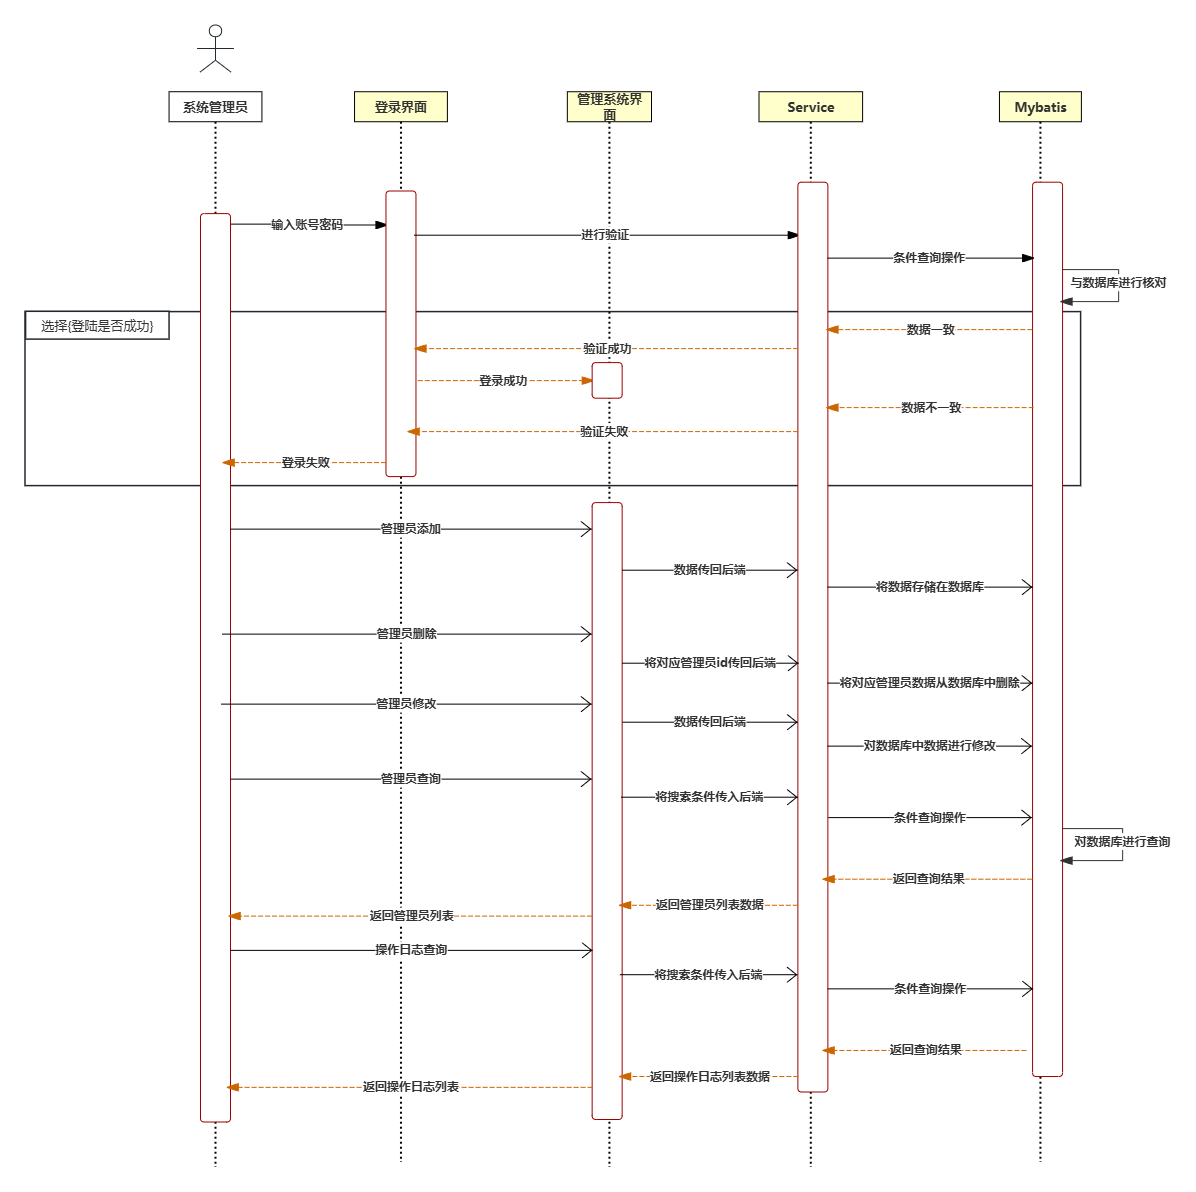 系统管理员
登录界面
管理系统界
面
Service
Mybatis
输入账号密码
进行验证
条件查询操作
与数据库进行核对
选择{登陆是否成功}
数据一致
验证成功
登录成功
数据不一致
验证失败
登录失败
管理员添加
数据传回后端
将数据存储在数据库
管理员删除
将对应管理员id传回后端
将对应管理员数据从数据库中删除
管理员修改
数据传回后端
对数据库中数据进行修改
管理员查询
将搜索条件传入后端
条件查询操作
对数据库进行查询
返回查询结果
返回管理员列表数据
返回管理员列表
操作日志查询
将搜索条件传入后端
条件查询操作
返回查询结果
返回操作日志列表数据
返回操作日志列表